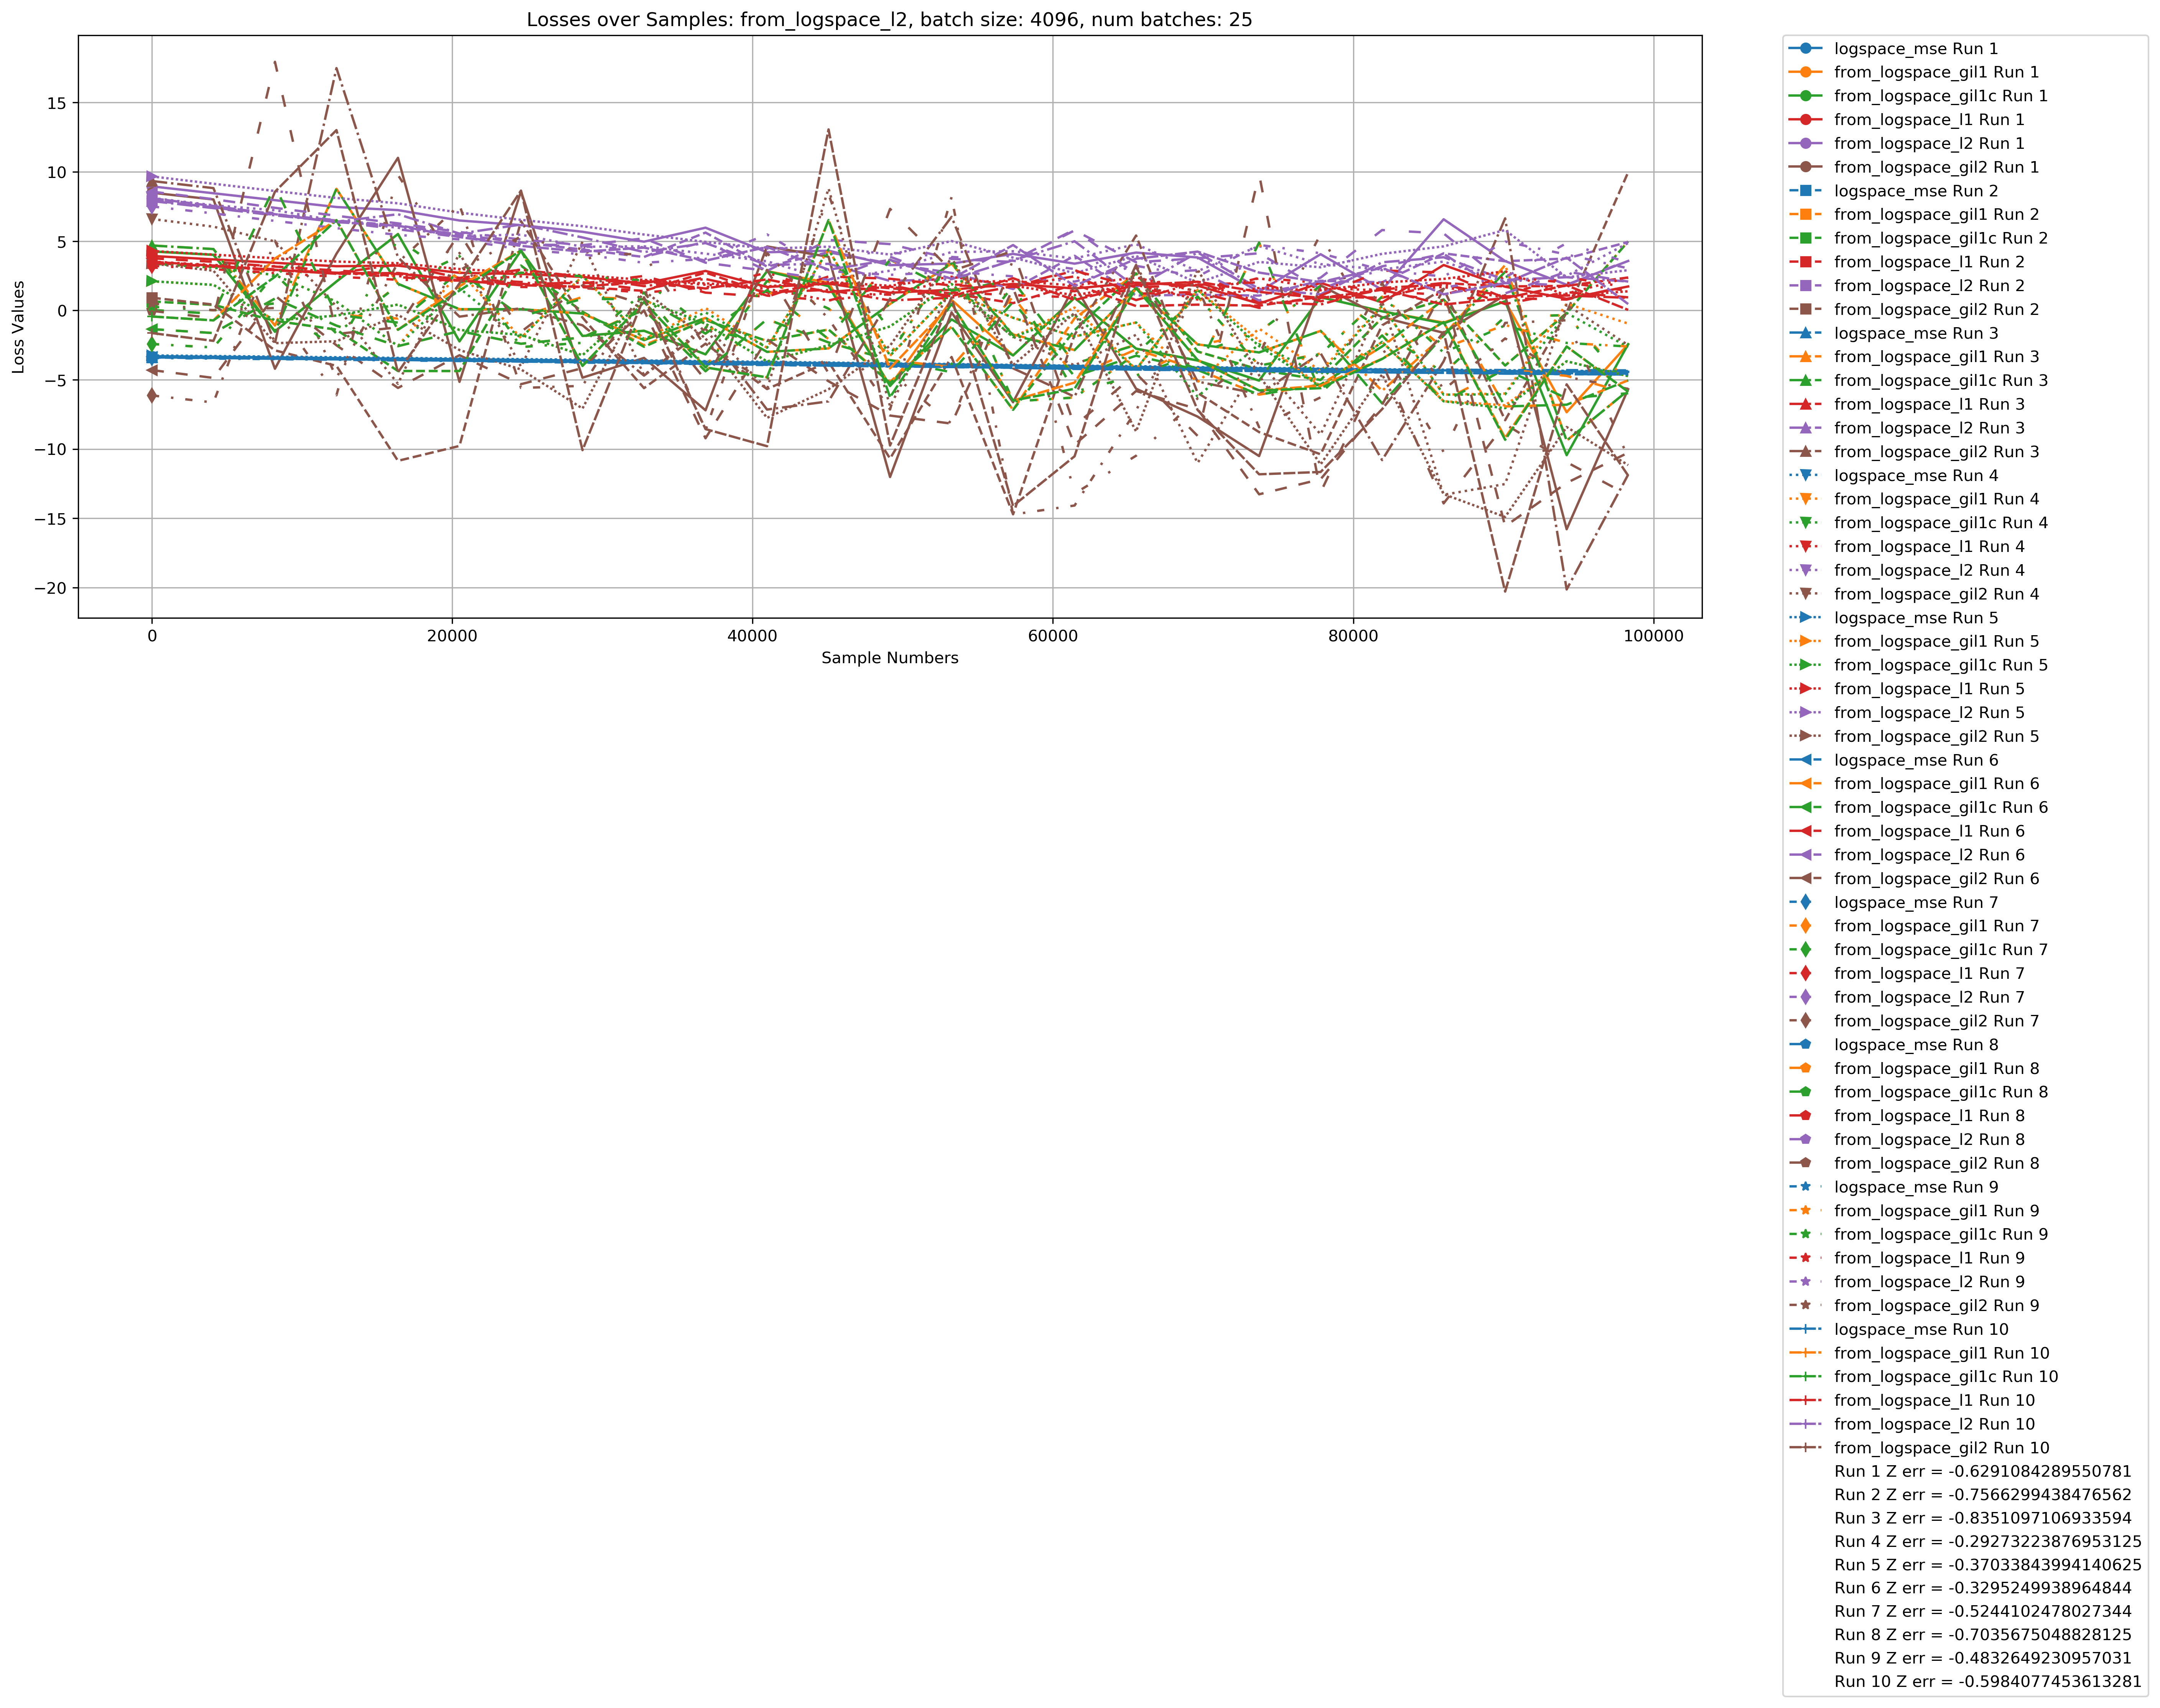 Losses over Samples: from_logspace_l2, batch size: 4096, num batches: 25
Loss Values
15
10
5
0
−5
−10
−15
−20
0
20000
40000
60000
80000
100000
Sample Numbers
logspace_mse Run 1
from_logspace_gil1 Run 1
from_logspace_gil1c Run 1
from_logspace_l1 Run 1
from_logspace_l2 Run 1
from_logspace_gil2 Run 1
logspace_mse Run 2
from_logspace_gil1 Run 2
from_logspace_gil1c Run 2
from_logspace_l1 Run 2
from_logspace_l2 Run 2
from_logspace_gil2 Run 2
logspace_mse Run 3
from_logspace_gil1 Run 3
from_logspace_gil1c Run 3
from_logspace_l1 Run 3
from_logspace_l2 Run 3
from_logspace_gil2 Run 3
logspace_mse Run 4
from_logspace_gil1 Run 4
from_logspace_gil1c Run 4
from_logspace_l1 Run 4
from_logspace_l2 Run 4
from_logspace_gil2 Run 4
logspace_mse Run 5
from_logspace_gil1 Run 5
from_logspace_gil1c Run 5
from_logspace_l1 Run 5
from_logspace_l2 Run 5
from_logspace_gil2 Run 5
logspace_mse Run 6
from_logspace_gil1 Run 6
from_logspace_gil1c Run 6
from_logspace_l1 Run 6
from_logspace_l2 Run 6
from_logspace_gil2 Run 6
logspace_mse Run 7
from_logspace_gil1 Run 7
from_logspace_gil1c Run 7
from_logspace_l1 Run 7
from_logspace_l2 Run 7
from_logspace_gil2 Run 7
logspace_mse Run 8
from_logspace_gil1 Run 8
from_logspace_gil1c Run 8
from_logspace_l1 Run 8
from_logspace_l2 Run 8
from_logspace_gil2 Run 8
logspace_mse Run 9
from_logspace_gil1 Run 9
from_logspace_gil1c Run 9
from_logspace_l1 Run 9
from_logspace_l2 Run 9
from_logspace_gil2 Run 9
logspace_mse Run 10
from_logspace_gil1 Run 10
from_logspace_gil1c Run 10
from_logspace_l1 Run 10
from_logspace_l2 Run 10
from_logspace_gil2 Run 10
Run 1 Z err = -0.6291084289550781
Run 2 Z err = -0.7566299438476562
Run 3 Z err = -0.8351097106933594
Run 4 Z err = -0.29273223876953125
Run 5 Z err = -0.37033843994140625
Run 6 Z err = -0.3295249938964844
Run 7 Z err = -0.5244102478027344
Run 8 Z err = -0.7035675048828125
Run 9 Z err = -0.4832649230957031
Run 10 Z err = -0.5984077453613281